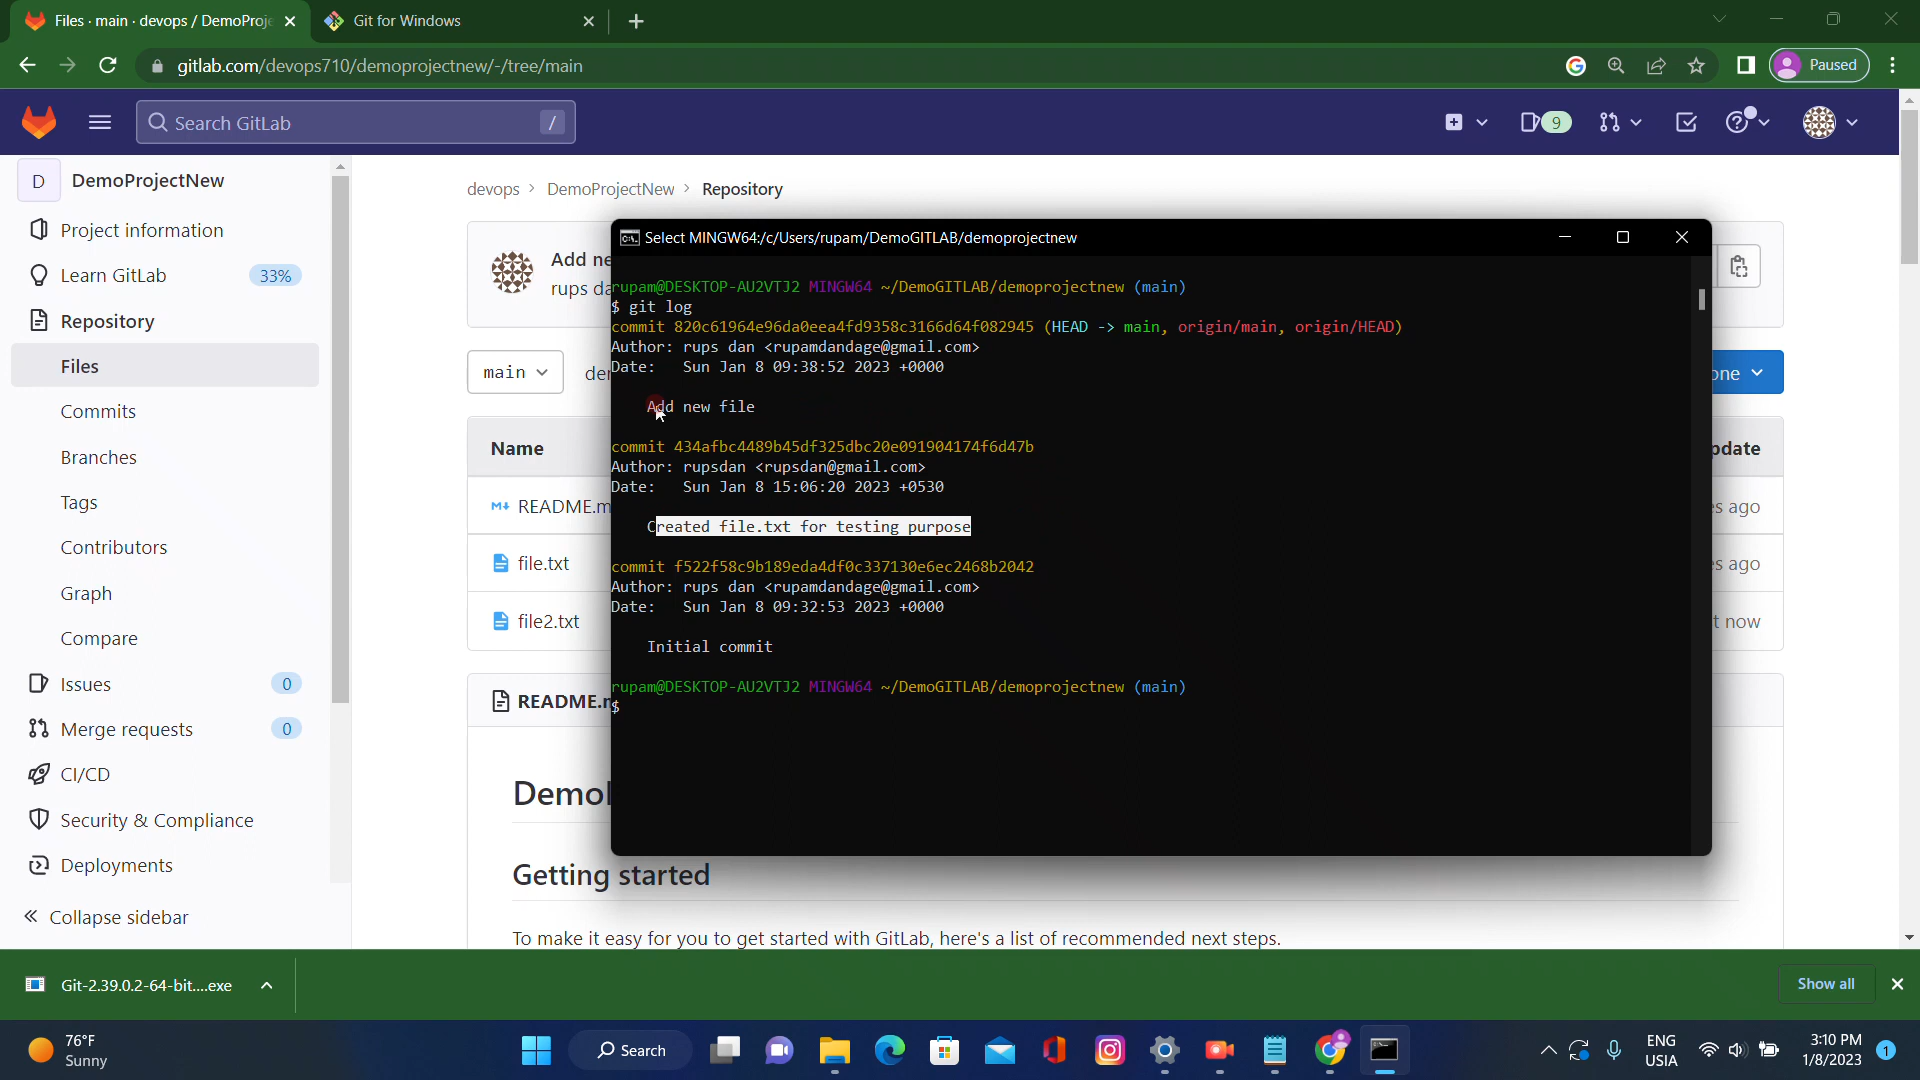 Files · main · devops / DemoProje
Git for Windows
gitlab.com/devops710/demoprojectnew/-/tree/main
Paused
Search GitLab
/
9
D DemoProjectNew
Project information
Learn GitLab 33%
Repository
Files
Commits
Branches
Tags
Contributors
Graph
Compare
Issues 0
Merge requests 0
CI/CD
Security & Compliance
Deployments
Collapse sidebar
devops > DemoProjectNew > Repository
Add ne
rups da
main
der
one
Name
pdate
README.m
s ago
file.txt
s ago
file2.txt
t now
README.r
Demol
Getting started
To make it easy for you to get started with GitLab, here's a list of recommended next steps.
Select MINGW64:/c/Users/rupam/DemoGITLAB/demoprojectnew
rupam@DESKTOP-AU2VTJ2 MINGW64 ~/DemoGITLAB/demoprojectnew (main)
$ git log
commit 820c61964e96da0eea4fd9358c3166d64f082945 (HEAD -> main, origin/main, origin/HEAD)
Author: rups dan <rupamdandage@gmail.com>
Date: Sun Jan 8 09:38:52 2023 +0000
Add new file
commit 434afbc4489b45df325dbc20e091904174f6d47b
Author: rupsdan <rupsdan@gmail.com>
Date: Sun Jan 8 15:06:20 2023 +0530
Created file.txt for testing purpose
commit f522f58c9b189eda4df0c337130e6ec2468b2042
Author: rups dan <rupamdandage@gmail.com>
Date: Sun Jan 8 09:32:53 2023 +0000
Initial commit
rupam@DESKTOP-AU2VTJ2 MINGW64 ~/DemoGITLAB/demoprojectnew (main)
$
Git-2.39.0.2-64-bit....exe
Show all
76°F
Sunny
Search
ENG
USIA
3:10 PM
1/8/2023
1